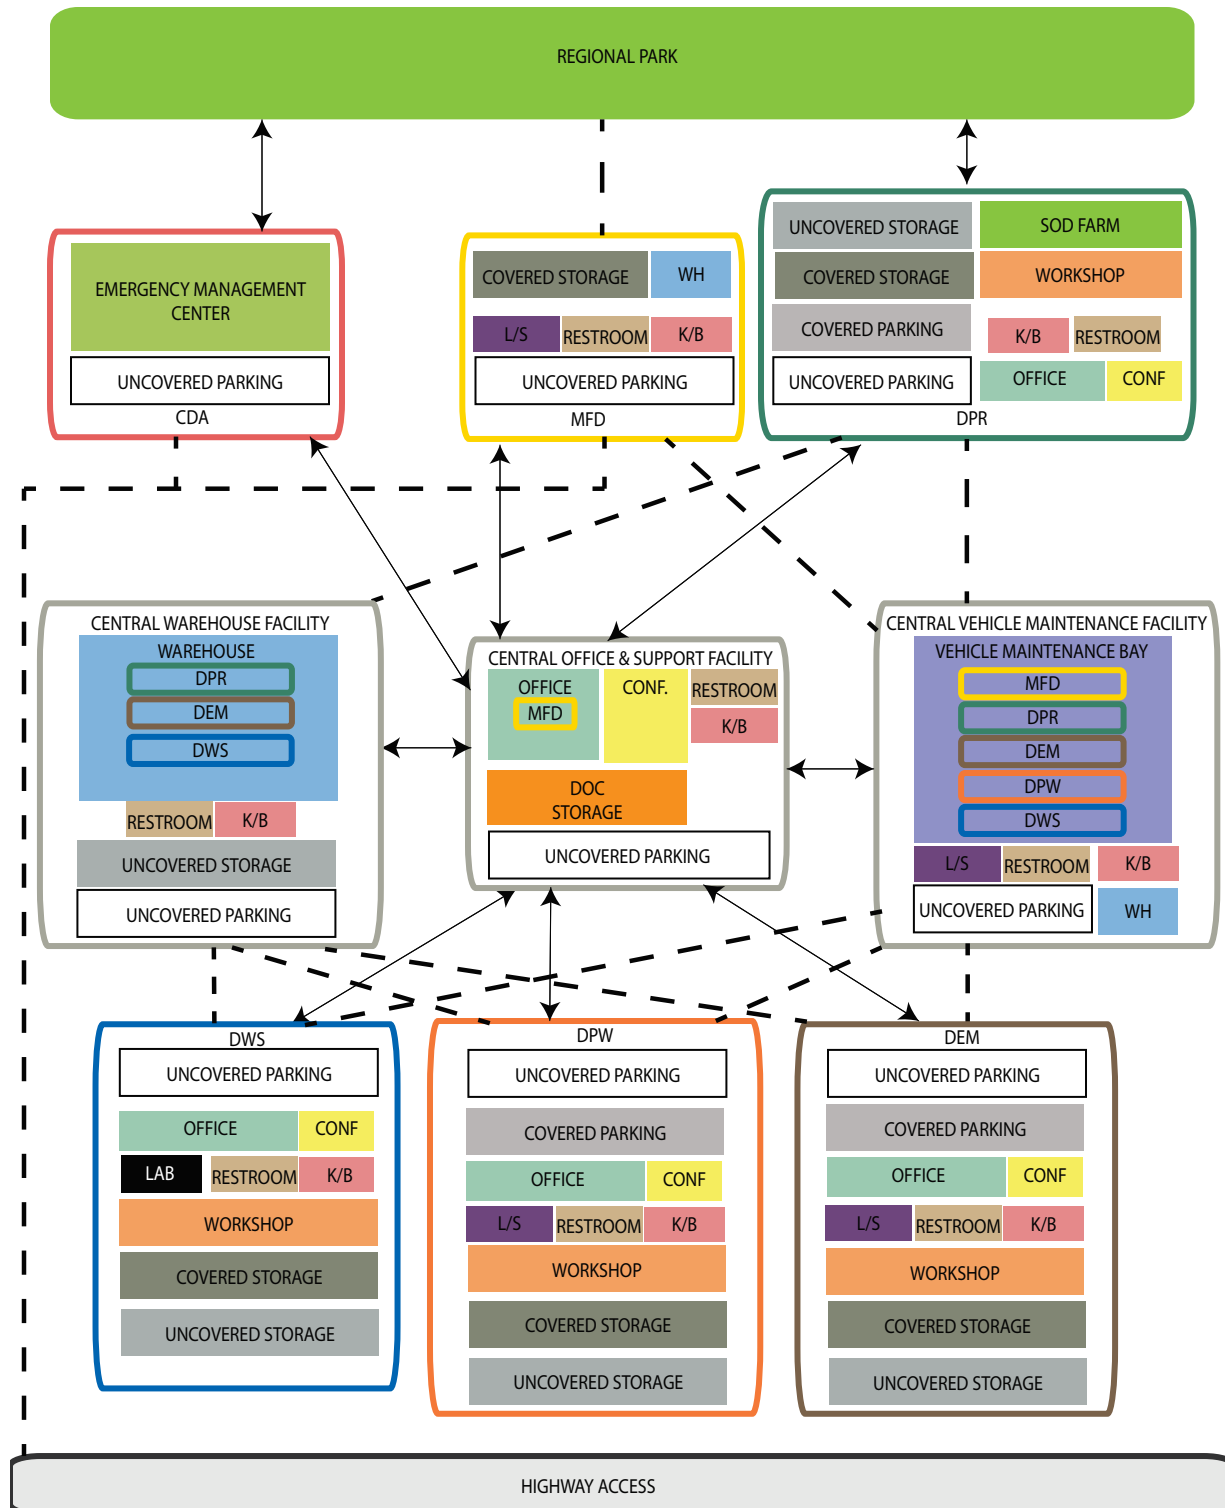 REGIONAL PARK
EMERGENCY MANAGEMENT
CENTER
UNCOVERED PARKING
CDA
COVERED STORAGE
WH
L/S
RESTROOM
K/B
UNCOVERED PARKING
MFD
UNCOVERED STORAGE
SOD FARM
COVERED STORAGE
WORKSHOP
COVERED PARKING
K/B
RESTROOM
UNCOVERED PARKING
OFFICE
CONF
DPR
CENTRAL WAREHOUSE FACILITY
WAREHOUSE
DPR
DEM
DWS
RESTROOM
K/B
UNCOVERED STORAGE
UNCOVERED PARKING
CENTRAL OFFICE & SUPPORT FACILITY
OFFICE
MFD
CONF.
RESTROOM
K/B
DOC
STORAGE
UNCOVERED PARKING
CENTRAL VEHICLE MAINTENANCE FACILITY
VEHICLE MAINTENANCE BAY
MFD
DPR
DEM
DPW
DWS
L/S
RESTROOM
K/B
UNCOVERED PARKING
WH
DWS
UNCOVERED PARKING
OFFICE
CONF
LAB
RESTROOM
K/B
WORKSHOP
COVERED STORAGE
UNCOVERED STORAGE
DPW
UNCOVERED PARKING
COVERED PARKING
OFFICE
CONF
L/S
RESTROOM
K/B
WORKSHOP
COVERED STORAGE
UNCOVERED STORAGE
DEM
UNCOVERED PARKING
COVERED PARKING
OFFICE
CONF
L/S
RESTROOM
K/B
WORKSHOP
COVERED STORAGE
UNCOVERED STORAGE
HIGHWAY ACCESS